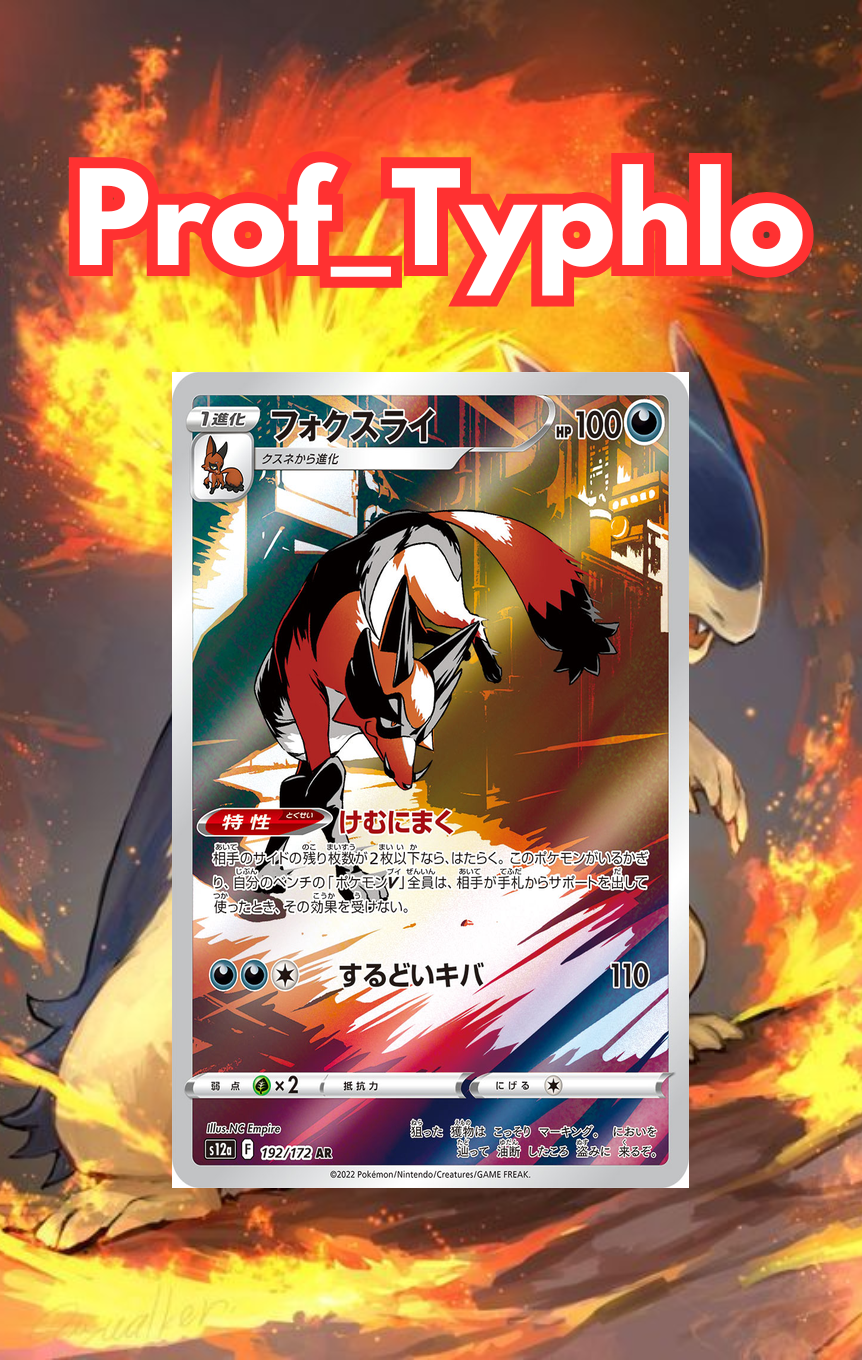 Prof_Typhlo
1進化 フォクスライ HP 100
クスネから進化
特性 とくせい けむにまく
相手のサイドの残り枚数が2枚以下なら、はたらく。このポケモンがいるかぎ
り、自分のベンチの「ポケモンV」全員は、相手が手札からサポートを出して
使ったとき、その効果を受けない。
するどいキバ 110
弱点 ×2 抵抗力 にげる
Illus. NC Empire
狙った 獲物は こっそり マーキング。 においを
辿って 油断 したころ 盗みに 来るぞ。
s12a F 192/172 AR
©2022 Pokémon/Nintendo/Creatures/GAME FREAK.